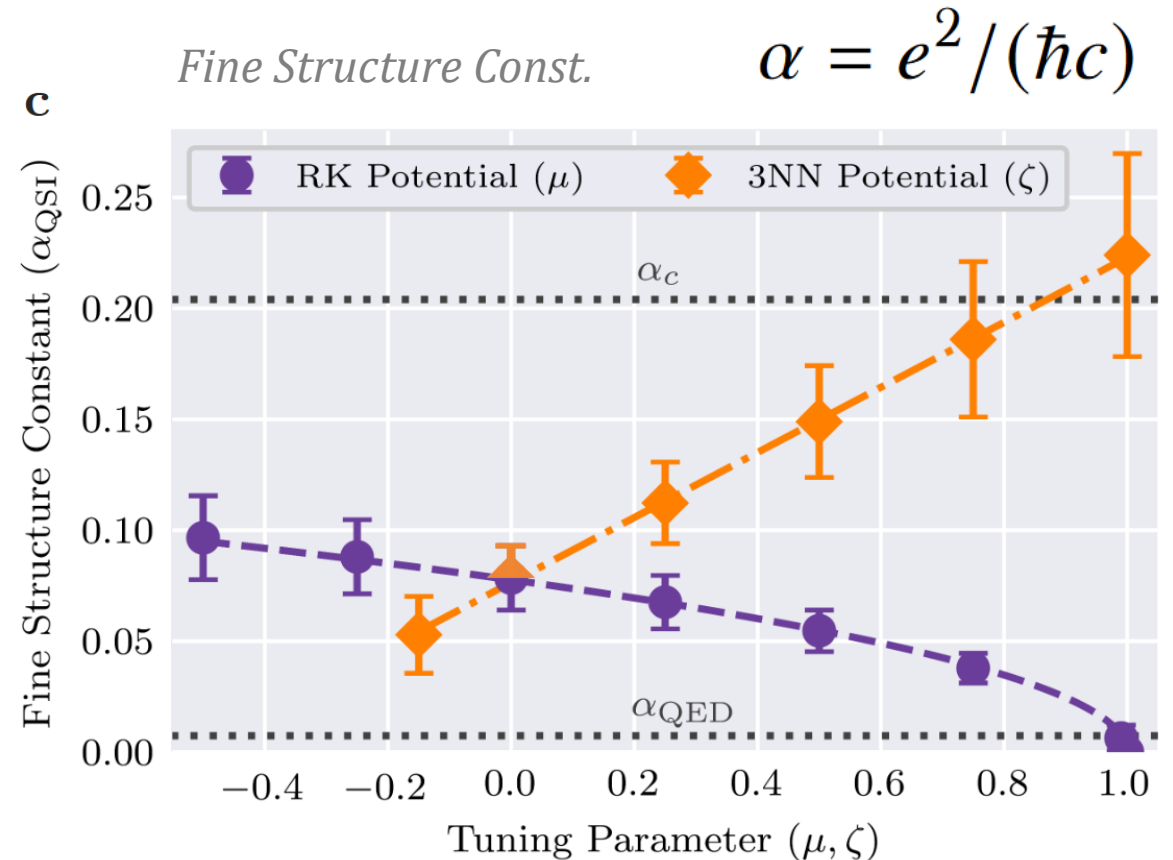 Fine Structure Const.
α = e²/(ħc)
c
RK Potential (μ)
3NN Potential (ζ)
Fine Structure Constant (α_QSI)
0.25
0.20
0.15
0.10
0.05
0.00
α_c
α_QED
−0.4 −0.2 0.0 0.2 0.4 0.6 0.8 1.0
Tuning Parameter (μ, ζ)